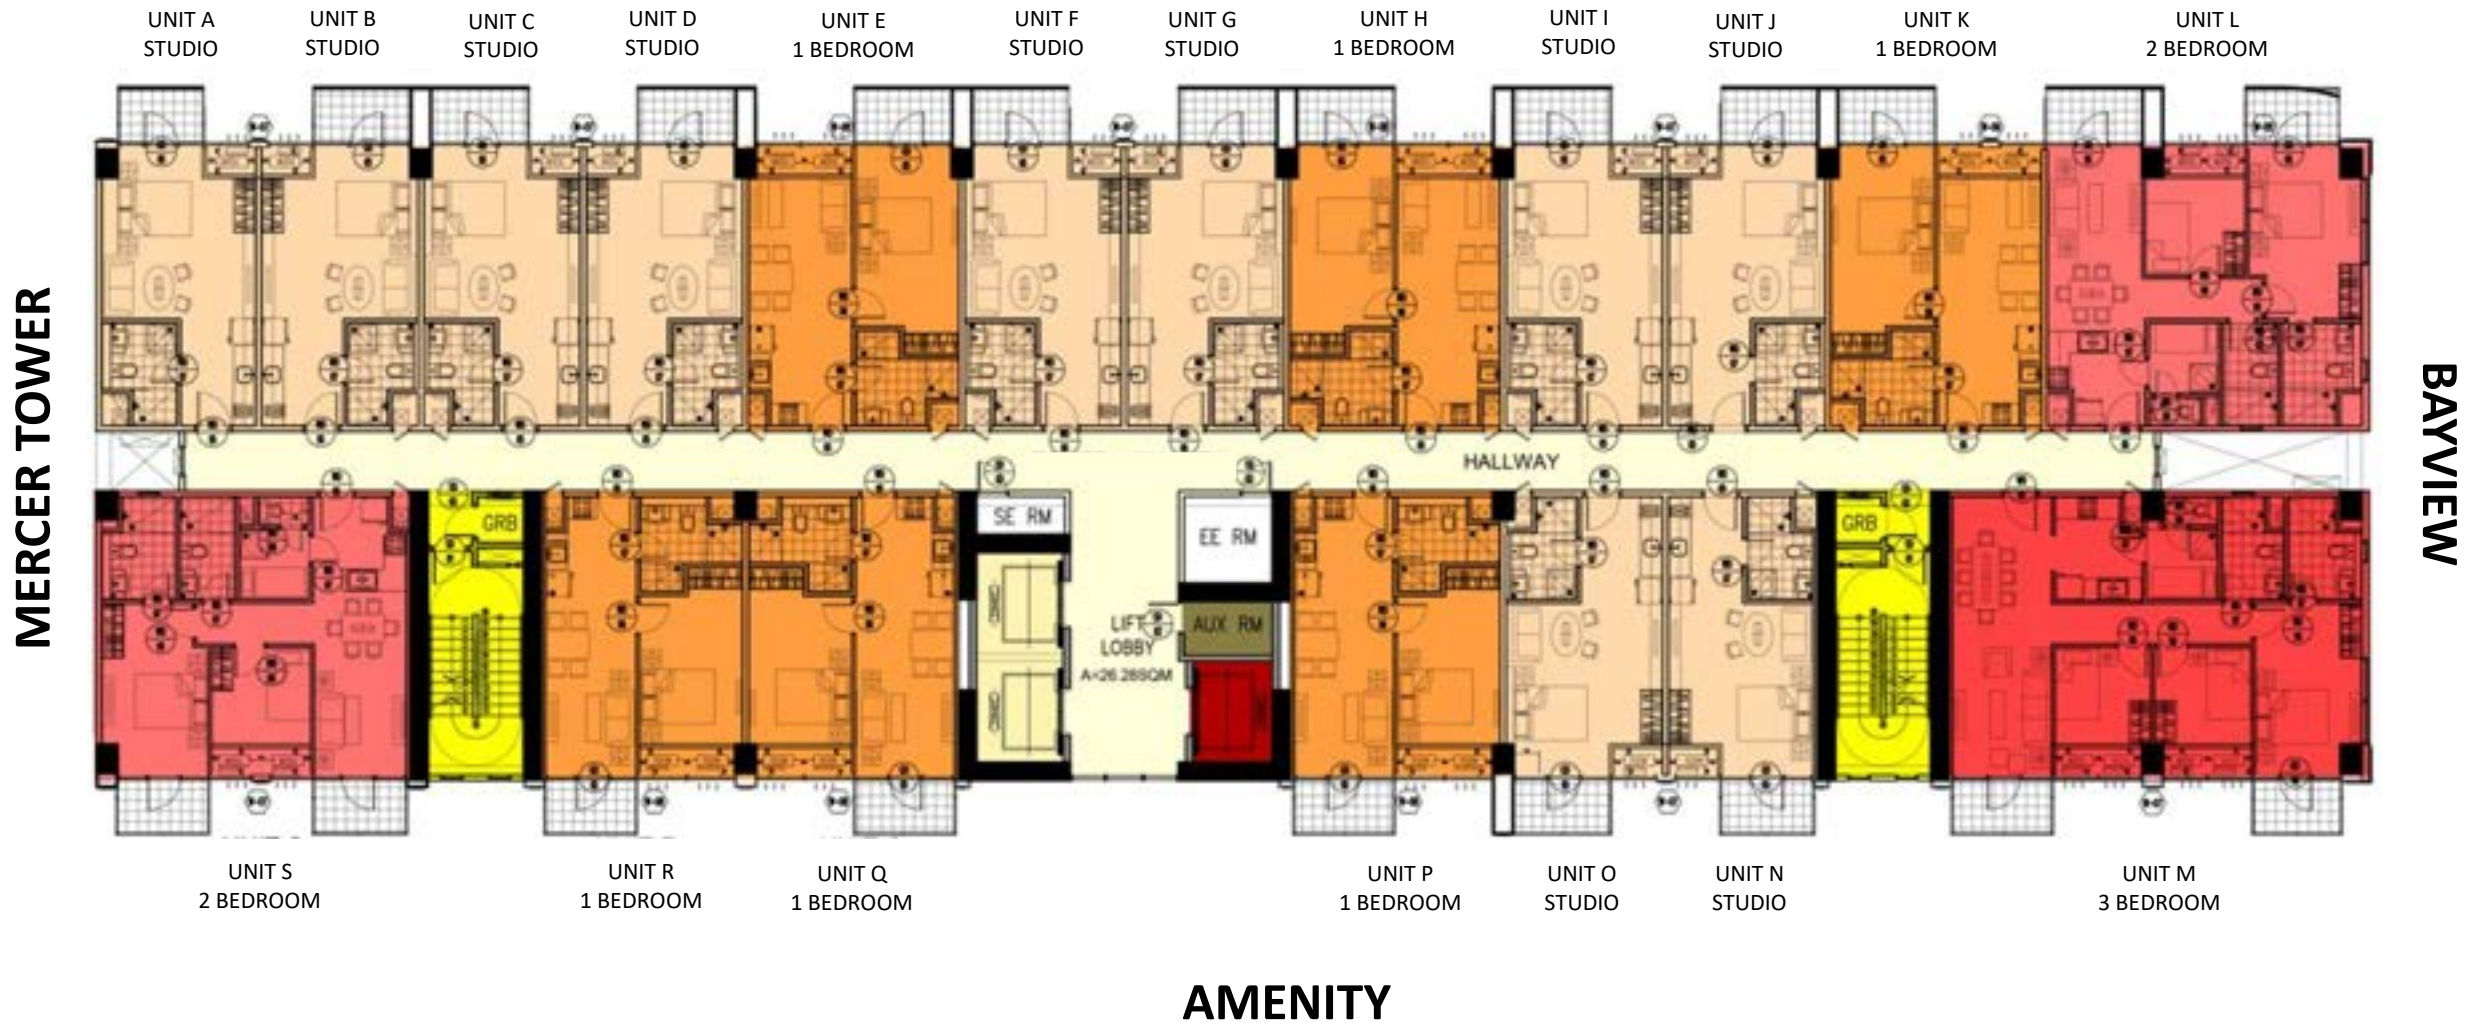 UNIT A
STUDIO
UNIT B
STUDIO
UNIT C
STUDIO
UNIT D
STUDIO
UNIT E
1 BEDROOM
UNIT F
STUDIO
UNIT G
STUDIO
UNIT H
1 BEDROOM
UNIT I
STUDIO
UNIT J
STUDIO
UNIT K
1 BEDROOM
UNIT L
2 BEDROOM
MERCER TOWER
BAYVIEW
HALLWAY
GRB
SE RM
EE RM
GRB
LIFT
LOBBY
A=26.28SQM
AUX RM
UNIT S
2 BEDROOM
UNIT R
1 BEDROOM
UNIT Q
1 BEDROOM
UNIT P
1 BEDROOM
UNIT O
STUDIO
UNIT N
STUDIO
UNIT M
3 BEDROOM
AMENITY